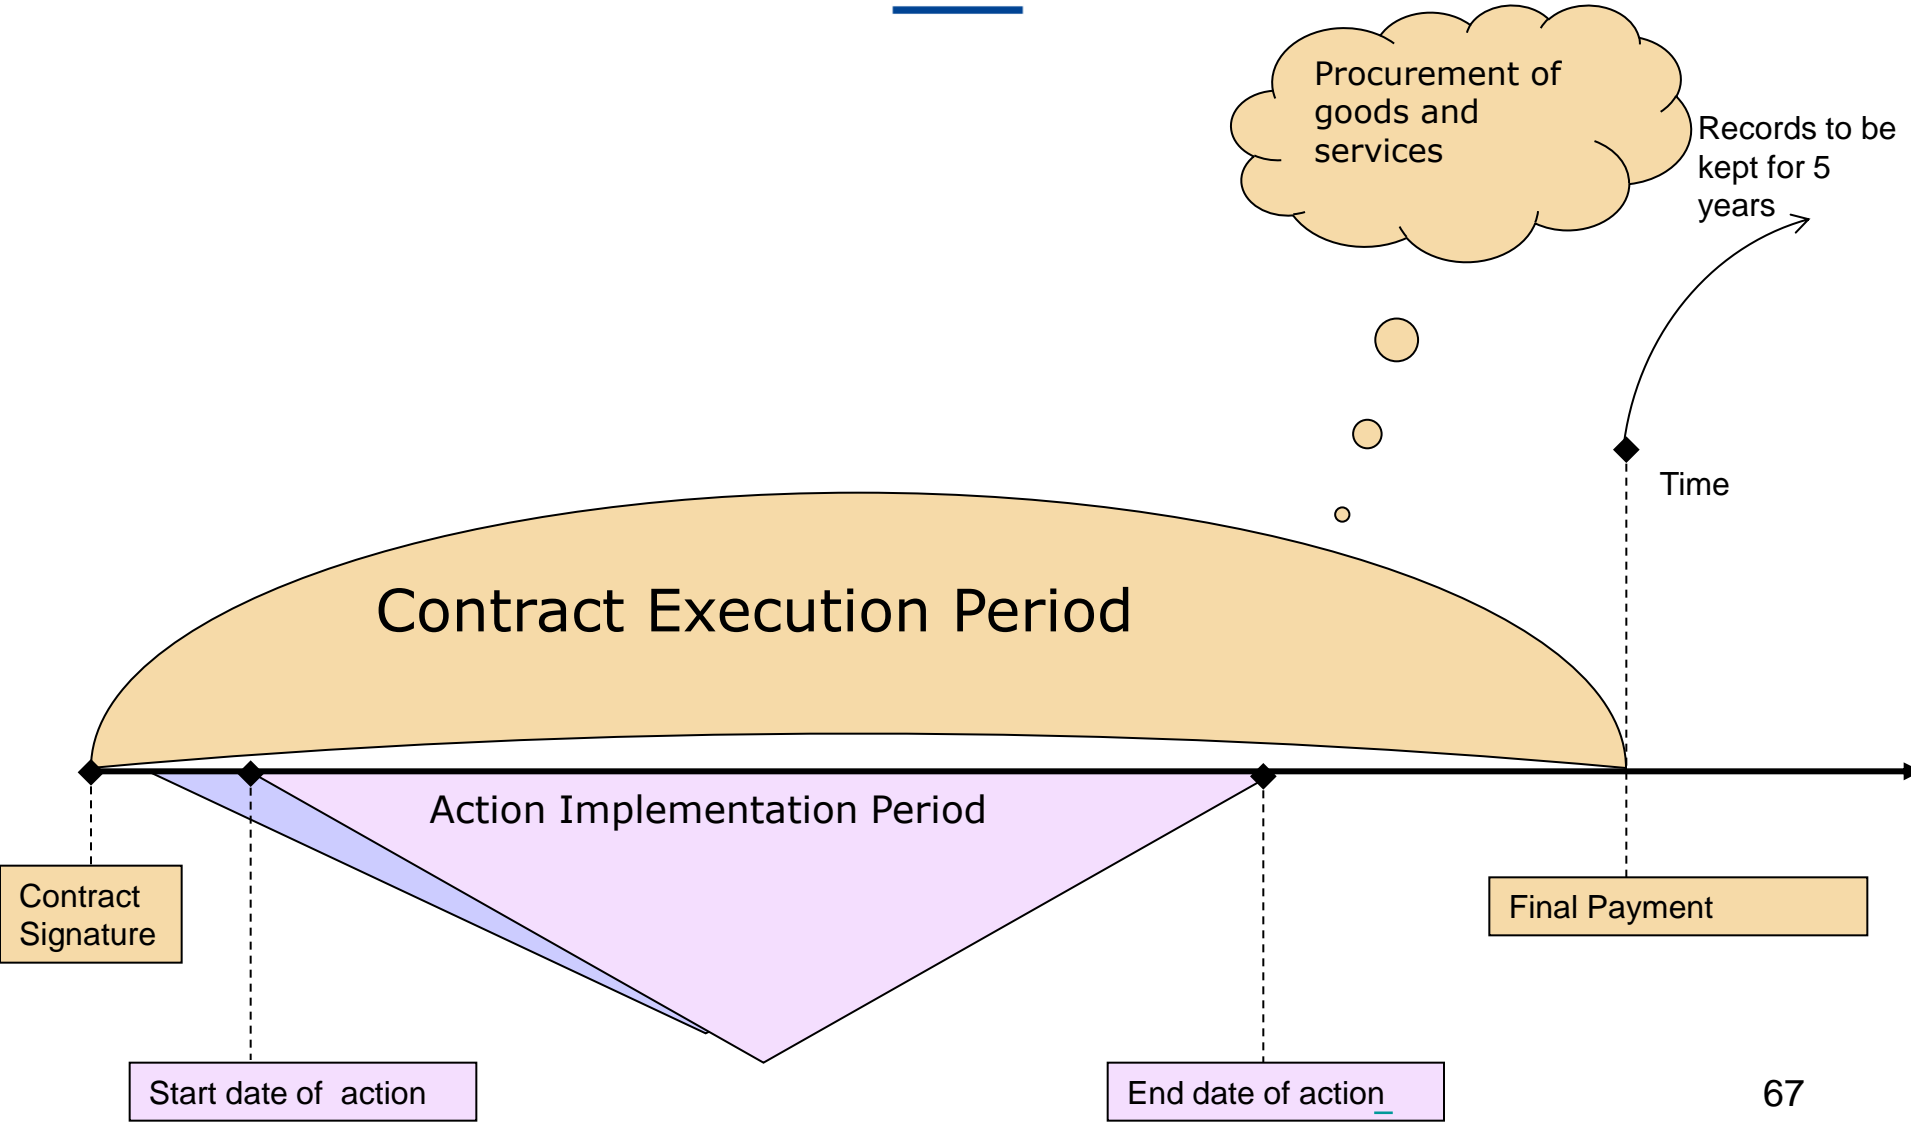 Procurement of
goods and
services
Records to be
kept for 5
years
Time
Contract Execution Period
Action Implementation Period
Contract
Signature
Final Payment
Start date of  action
End date of action_
67